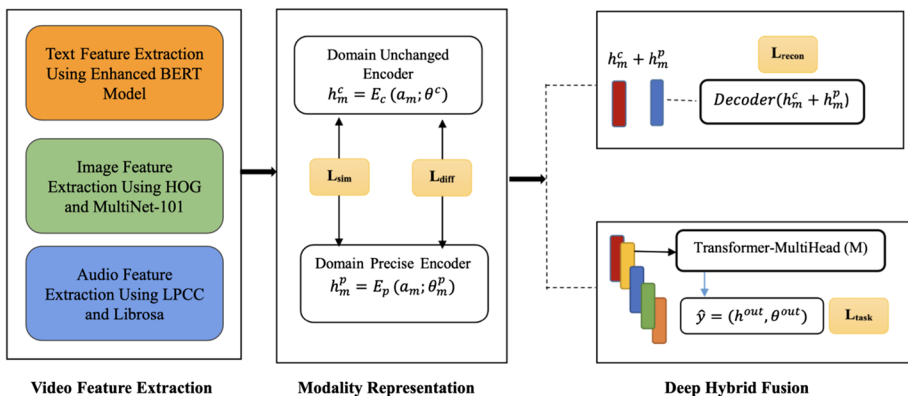 Text Feature Extraction
Using Enhanced BERT
Model
Image Feature
Extraction Using HOG
and MultiNet-101
Audio Feature
Extraction Using LPCC
and Librosa
Video Feature Extraction
Domain Unchanged
Encoder
h_m^c = E_c (a_m; θ^c)
L_sim
L_diff
Domain Precise Encoder
h_m^p = E_p (a_m; θ_m^p)
Modality Representation
h_m^c + h_m^p
L_recon
Decoder(h_m^c + h_m^p)
Transformer-MultiHead (M)
ŷ = (h^out, θ^out)
L_task
Deep Hybrid Fusion